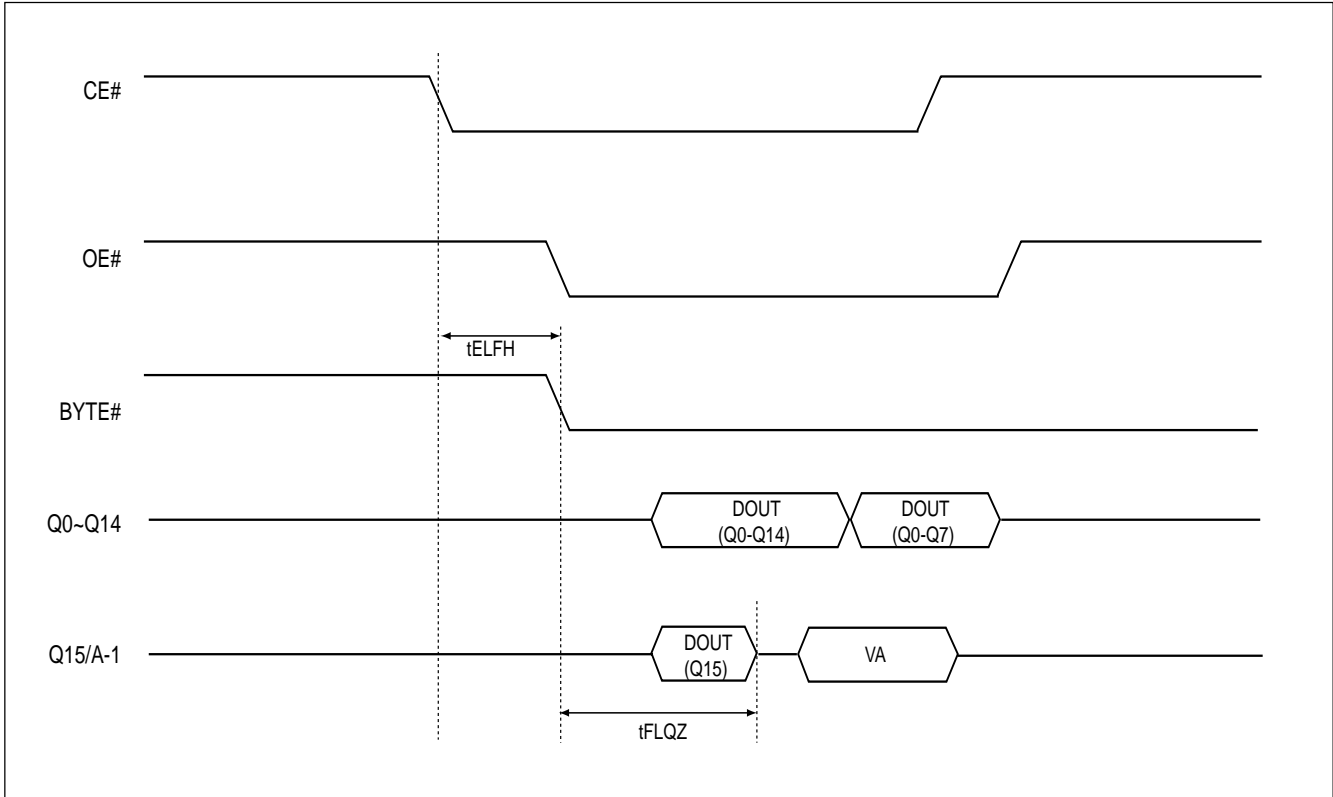 CE#
OE#
tELFH
BYTE#
Q0~Q14
DOUT
(Q0-Q14)
DOUT
(Q0-Q7)
Q15/A-1
DOUT
(Q15)
VA
tFLQZ